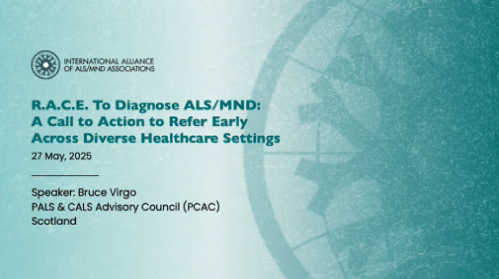 INTERNATIONAL ALLIANCE
OF ALS/MND ASSOCIATIONS
R.A.C.E. To Diagnose ALS/MND:
A Call to Action to Refer Early
Across Diverse Healthcare Settings
27 May, 2025
Speaker: Bruce Virgo
PALS & CALS Advisory Council (PCAC)
Scotland